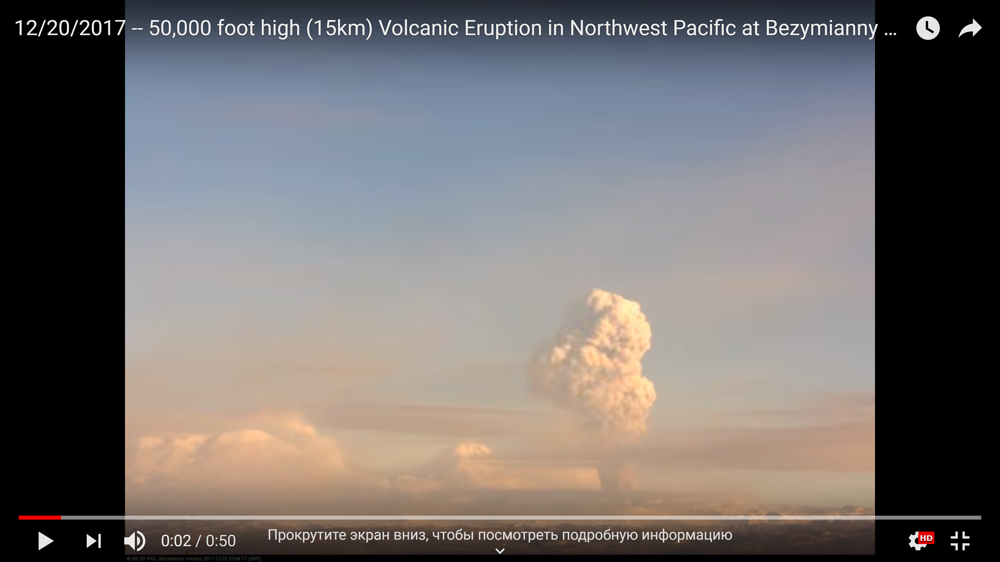 12/20/2017 -- 50,000 foot high (15km) Volcanic Eruption in Northwest Pacific at Bezymianny ...
HD
0:02 / 0:50
Прокрутите экран вниз, чтобы посмотреть подробную информацию
© KB GS RAS, Bezymianny volcano 2017-12-20 03:44:17 (GMT)